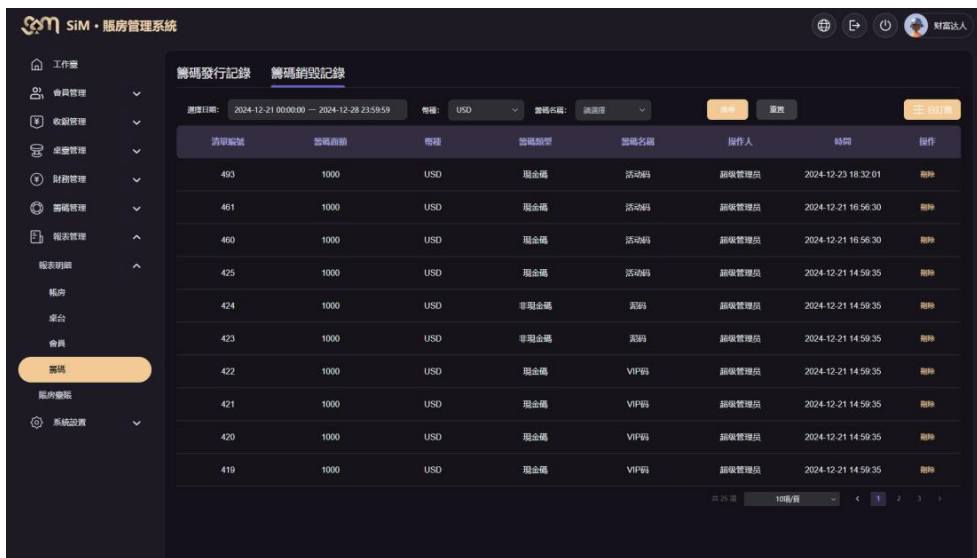 SiM · 賬房管理系統
财富达人
工作臺
會員管理
收銀管理
桌臺管理
財務管理
籌碼管理
報表管理
報表明細
帳房
桌台
會員
籌碼
賬房臺賬
系統設置
籌碼發行記錄 籌碼銷毀記錄
選擇日期: 2024-12-21 00:00:00 — 2024-12-28 23:59:59 幣種: USD 籌碼名稱: 請選擇 搜尋 重置
清單編號 籌碼面額 幣種 籌碼類型 籌碼名稱 操作人 時間 操作
493 1000 USD 現金碼 活动码 超级管理员 2024-12-23 18:32:01 刪除
461 1000 USD 現金碼 活动码 超级管理员 2024-12-21 16:56:30 刪除
460 1000 USD 現金碼 活动码 超级管理员 2024-12-21 16:56:30 刪除
425 1000 USD 現金碼 活动码 超级管理员 2024-12-21 14:59:35 刪除
424 1000 USD 非現金碼 泥码 超级管理员 2024-12-21 14:59:35 刪除
423 1000 USD 非現金碼 泥码 超级管理员 2024-12-21 14:59:35 刪除
422 1000 USD 現金碼 VIP码 超级管理员 2024-12-21 14:59:35 刪除
421 1000 USD 現金碼 VIP码 超级管理员 2024-12-21 14:59:35 刪除
420 1000 USD 現金碼 VIP码 超级管理员 2024-12-21 14:59:35 刪除
419 1000 USD 現金碼 VIP码 超级管理员 2024-12-21 14:59:35 刪除
共 25 項 10項/頁 1 2 3